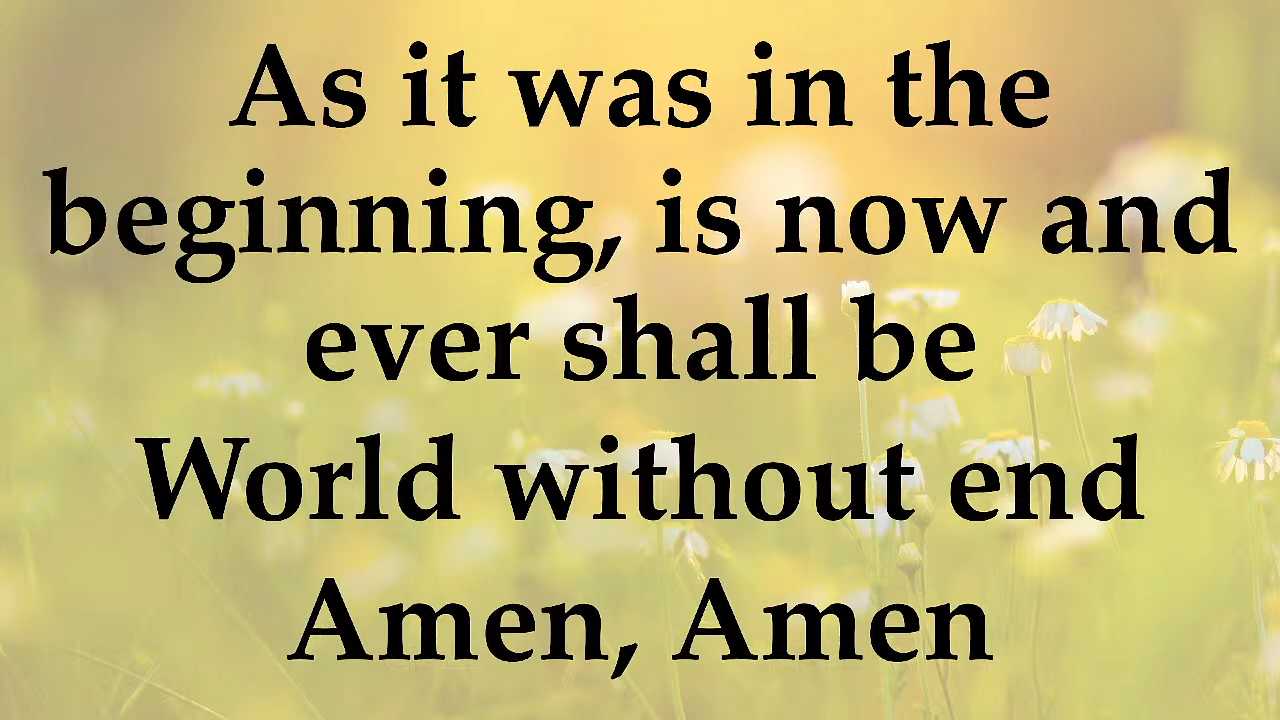 As it was in the
beginning, is now and
ever shall be
World without end
Amen, Amen